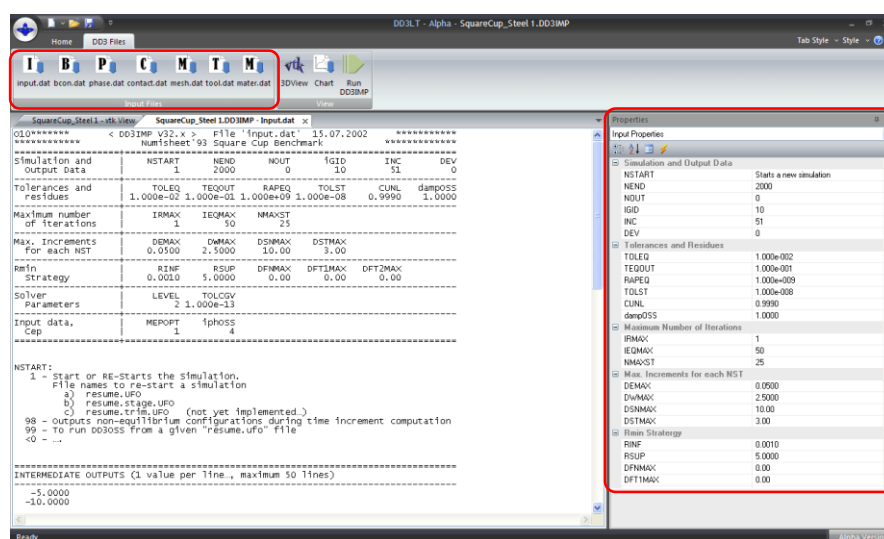 DD3LT - Alpha - SquareCup_Steel 1.DD3IMP
Home DD3 Files Tab Style Style
I B P C M T M vtk
input.dat bcon.dat phase.dat contact.dat mesh.dat tool.dat mater.dat 3DView Chart Run DD3IMP
Input Files View
SquareCup_Steel 1 - vtk View SquareCup_Steel 1.DD3IMP - Input.dat
010******* < DD3IMP V32.x > File 'input.dat' 15.07.2002 ***********
************* Numisheet'93 Square Cup Benchmark ************
Simulation and | NSTART NEND NOUT iGID INC DEV
Output Data | 1 2000 0 10 51 0
Tolerances and | TOLEQ TEQOUT RAPEQ TOLST CUNL dampOSS
residues | 1.000e-02 1.000e-01 1.000e+09 1.000e-08 0.9990 1.0000
Maximum number | IRMAX IEQMAX NMAXST
of iterations | 1 50 25
Max. Increments | DEMAX DWMAX DSNMAX DSTMAX
for each NST | 0.0500 2.5000 10.00 3.00
Rmin | RINF RSUP DFNMAX DFT1MAX DFT2MAX
Strategy | 0.0010 5.0000 0.00 0.00 0.00
Solver | LEVEL TOLCGV
Parameters | 2 1.000e-13
Input data, | MEPOPT iphoss
Cep | 1 4
NSTART:
1 - Start or RE-Starts the Simulation.
File names to re-start a simulation
a) resume.UFO
b) resume.stage.UFO
c) resume.trim.UFO (not yet implemented…)
98 - Outputs non-equilibrium configurations during time increment computation
99 - To run DD3OSS from a given "resume.ufo" file
<0 - ….
INTERMEDIATE OUTPUTS (1 value per line…, maximum 50 lines)
-5.0000
-10.0000
Properties
Input Properties
Simulation and Output Data
NSTART Starts a new simulation
NEND 2000
NOUT 0
IGID 10
INC 51
DEV 0
Tolerances and Residues
TOLEQ 1.000e-002
TEQOUT 1.000e-001
RAPEQ 1.000e+009
TOLST 1.000e-008
CUNL 0.9990
dampOSS 1.0000
Maximum Number of Iterations
IRMAX 1
IEQMAX 50
NMAXST 25
Max. Increments for each NST
DEMAX 0.0500
DWMAX 2.5000
DSNMAX 10.00
DSTMAX 3.00
Rmin Stratergy
RINF 0.0010
RSUP 5.0000
DFNMAX 0.00
DFT1MAX 0.00
Ready Alpha Version